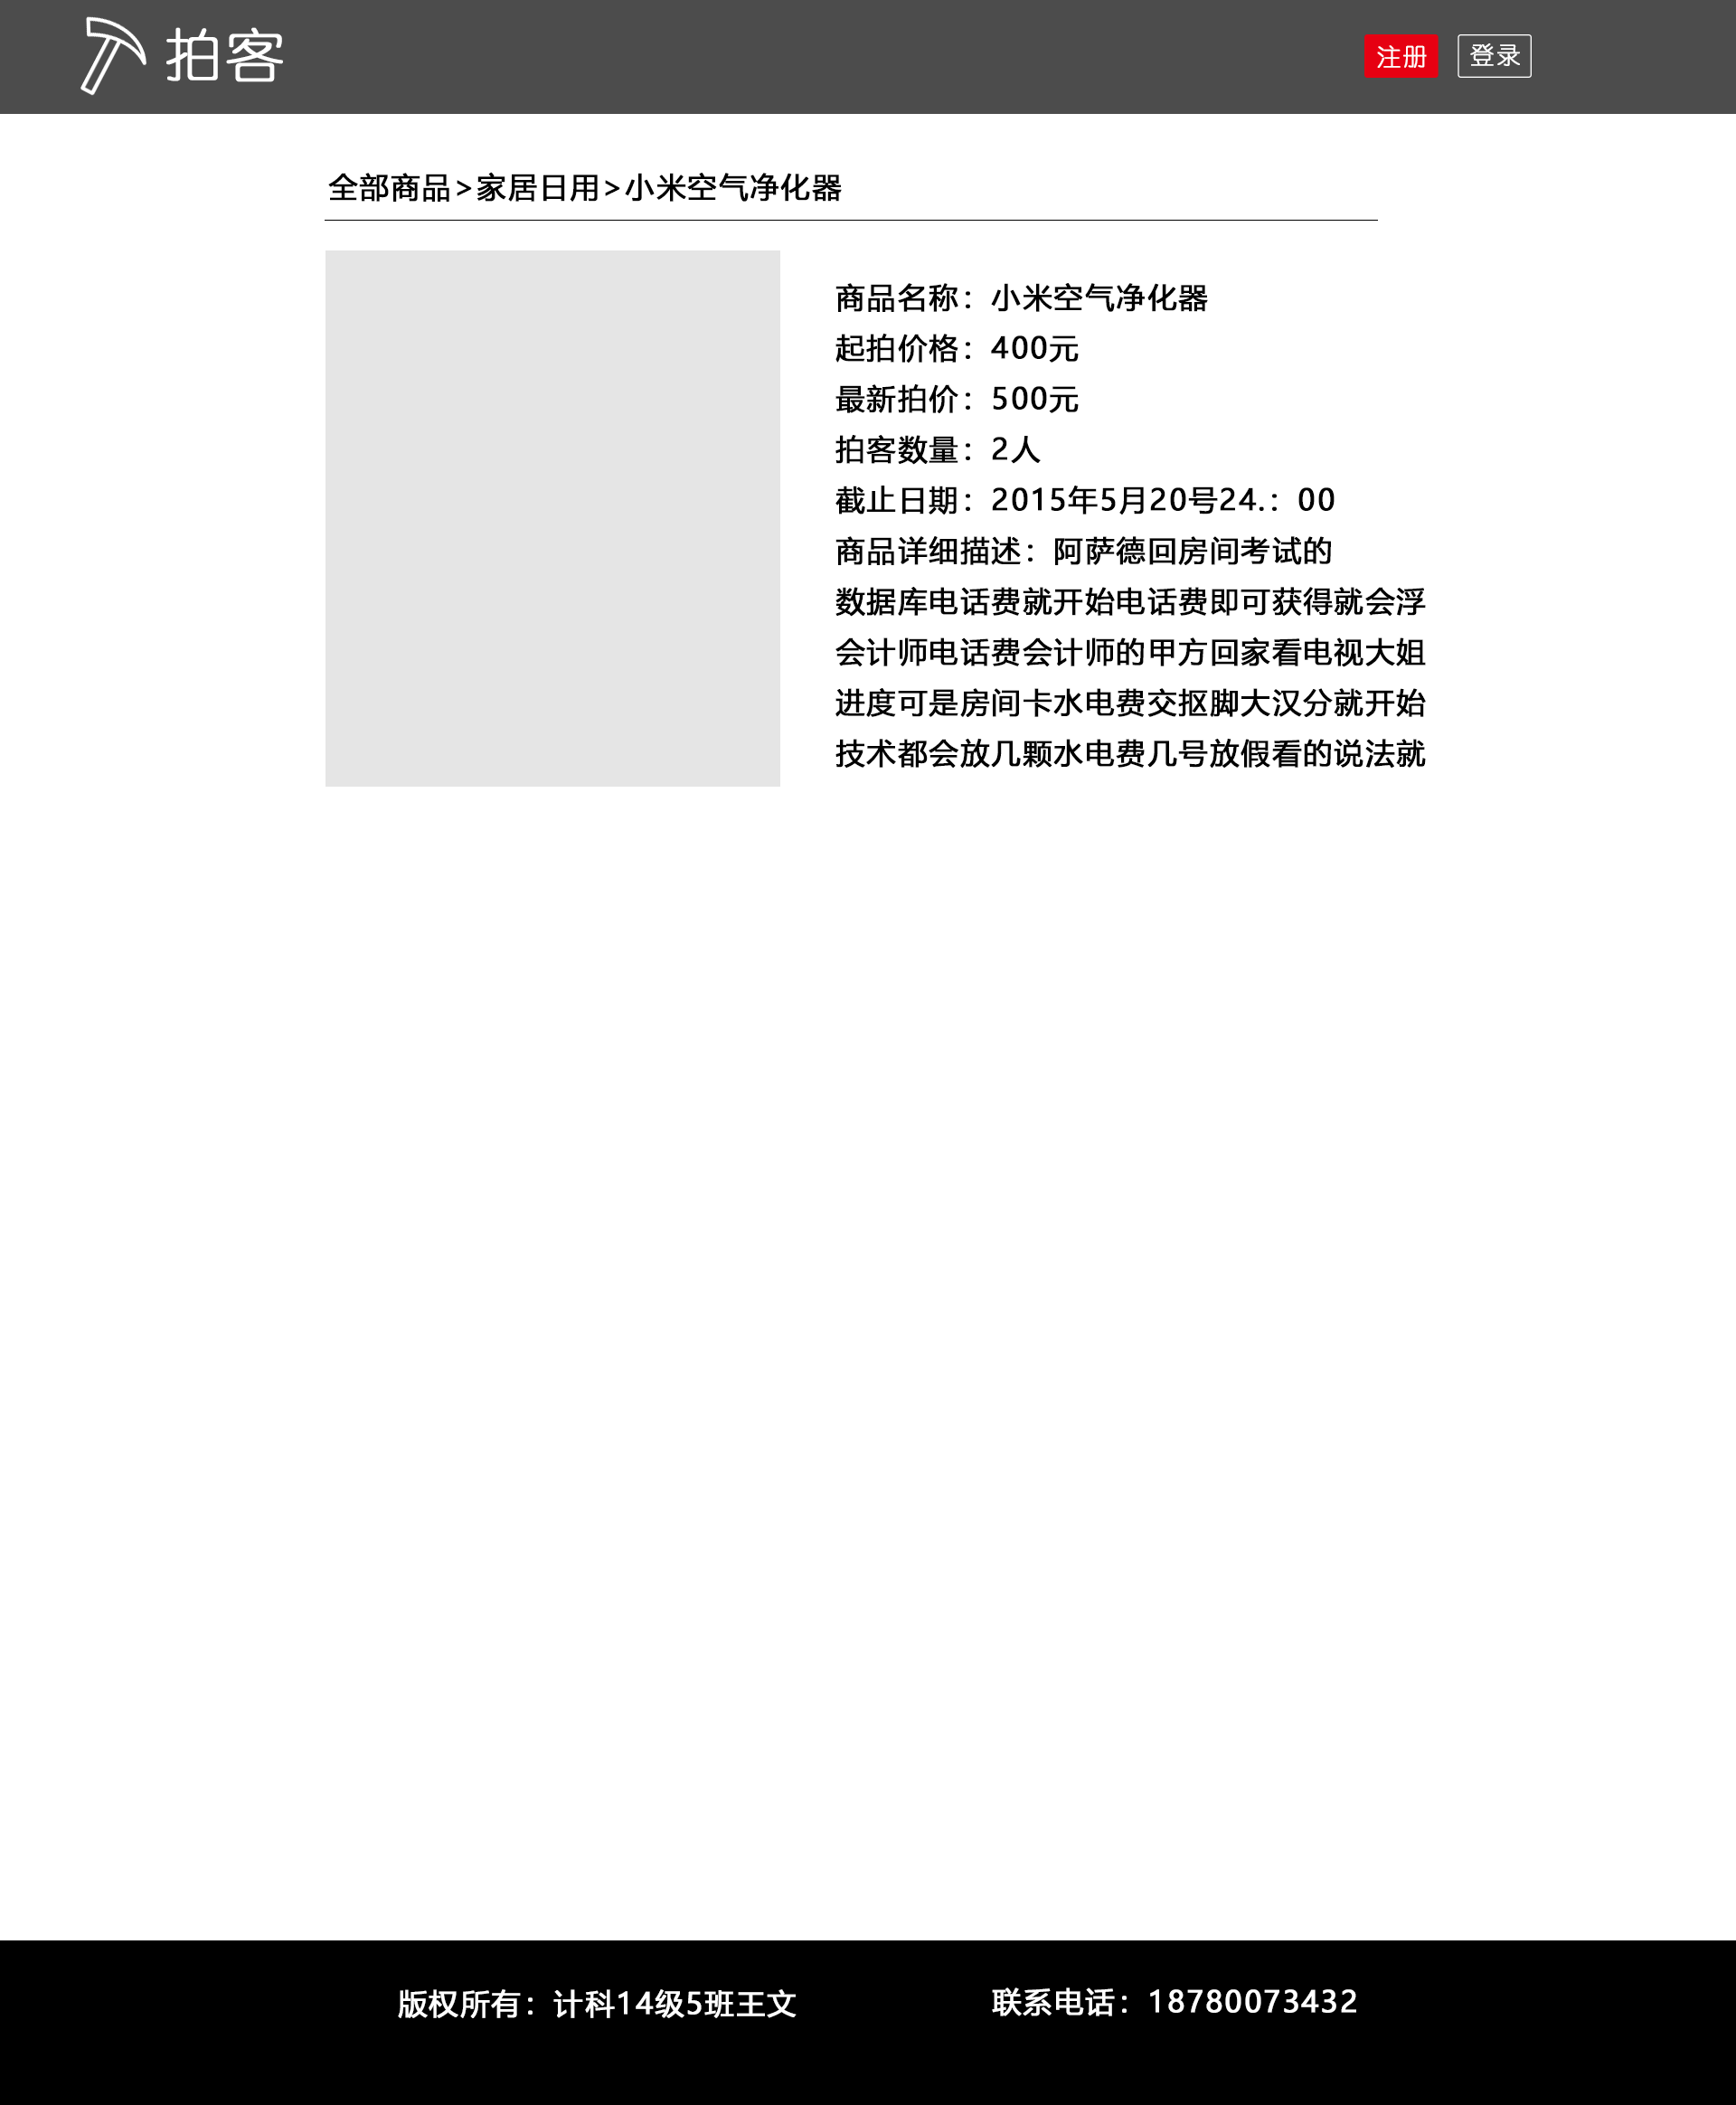 拍客
注册
登录
全部商品>家居日用>小米空气净化器
商品名称：小米空气净化器
起拍价格：400元
最新拍价：500元
拍客数量：2人
截止日期：2015年5月20号24.：00
商品详细描述：阿萨德回房间考试的
数据库电话费就开始电话费即可获得就会浮
会计师电话费会计师的甲方回家看电视大姐
进度可是房间卡水电费交抠脚大汉分就开始
技术都会放几颗水电费几号放假看的说法就
版权所有：计科14级5班王文
联系电话：18780073432